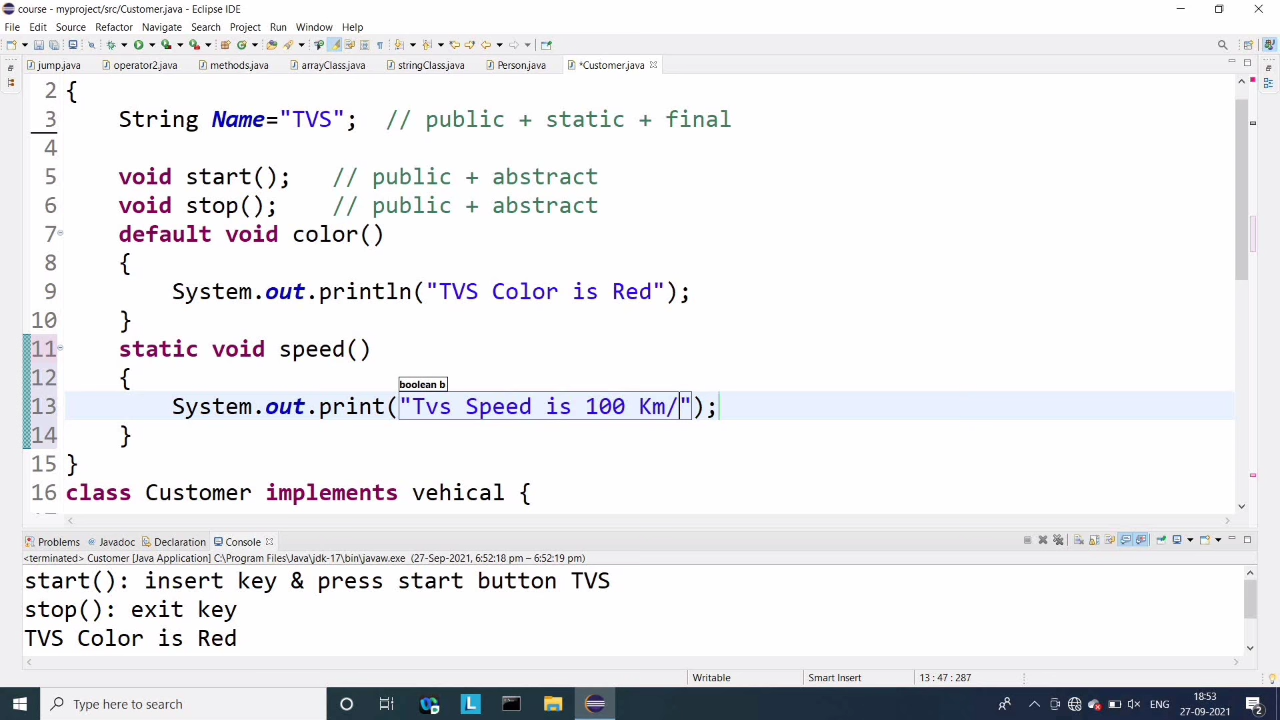 course - myproject/src/Customer.java - Eclipse IDE
File Edit Source Refactor Navigate Search Project Run Window Help
jump.java operator2.java methods.java arrayClass.java stringClass.java Person.java *Customer.java
2 {
3 String Name="TVS"; // public + static + final
4
5 void start(); // public + abstract
6 void stop(); // public + abstract
7 default void color()
8 {
9 System.out.println("TVS Color is Red");
10 }
11 static void speed()
12 {
boolean b
13 System.out.print("Tvs Speed is 100 Km/");
14 }
15 }
16 class Customer implements vehical {
Problems Javadoc Declaration Console
<terminated> Customer [Java Application] C:\Program Files\Java\jdk-17\bin\javaw.exe (27-Sep-2021, 6:52:18 pm – 6:52:19 pm)
start(): insert key & press start button TVS
stop(): exit key
TVS Color is Red
Writable Smart Insert 13 : 47 : 287
Type here to search
ENG
18:53
27-09-2021
2